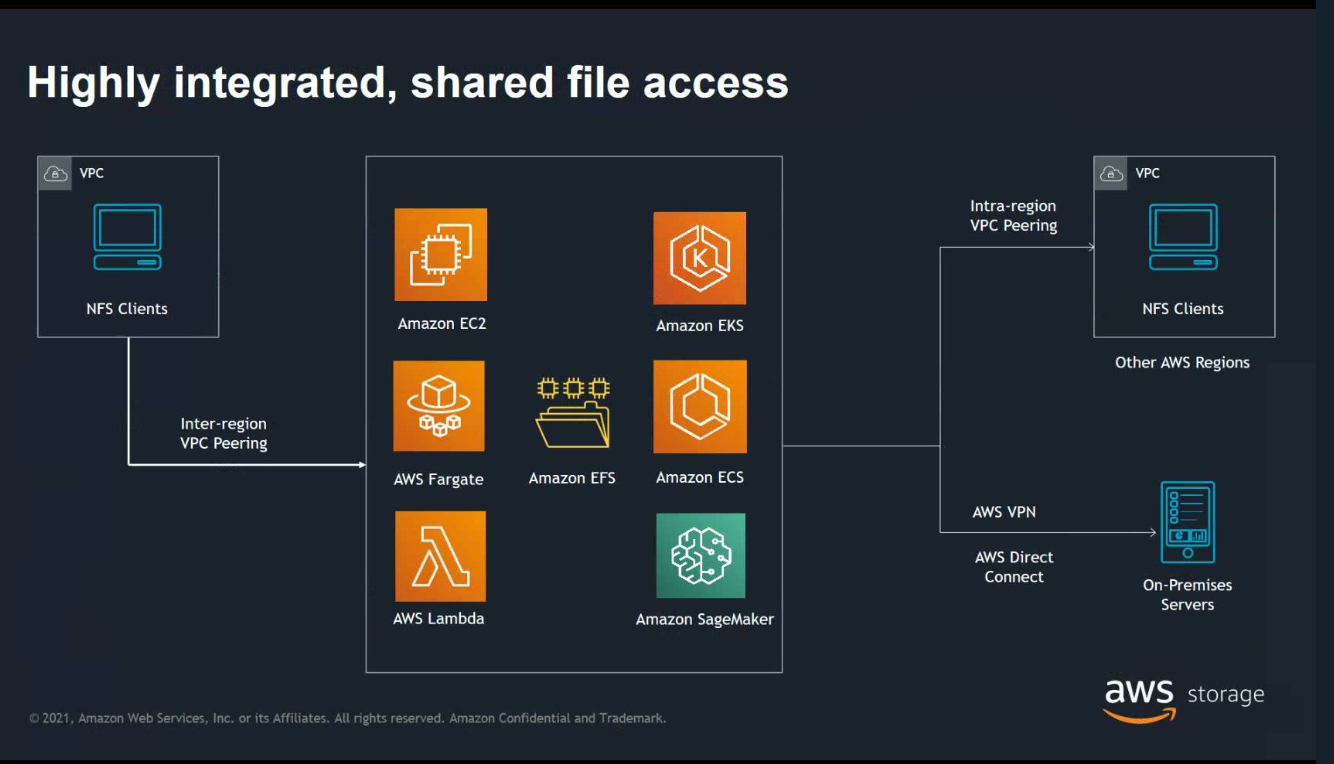 Highly integrated, shared file access
VPC
NFS Clients
Inter-region
VPC Peering
Amazon EC2
AWS Fargate
AWS Lambda
Amazon EFS
K
Amazon EKS
Amazon ECS
Amazon SageMaker
Intra-region
VPC Peering
VPC
NFS Clients
Other AWS Regions
AWS VPN
AWS Direct
Connect
On-Premises
Servers
© 2021, Amazon Web Services, Inc. or its Affiliates. All rights reserved. Amazon Confidential and Trademark.
aws storage